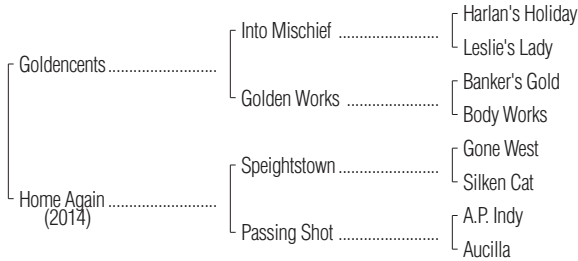 Harlan's Holiday
Into Mischief ........................
Leslie's Lady
Goldencents ..........................
Banker's Gold
Golden Works ......................
Body Works
Gone West
Speightstown ........................
Silken Cat
Home Again ..........................
(2014)
A.P. Indy
Passing Shot ........................
Aucilla